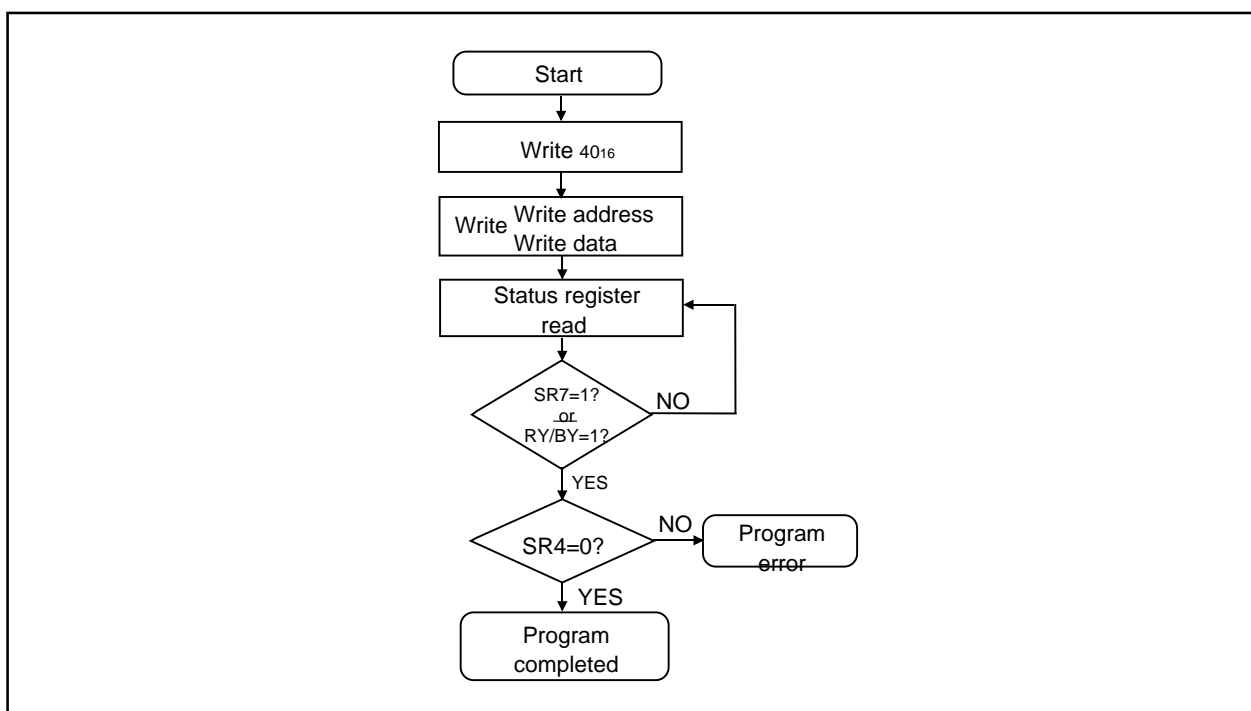 Start
Write 40₁₆
Write Write address
Write data
Status register
read
SR7=1?
or
RY/BY=1?
NO
YES
SR4=0?
NO
Program
error
YES
Program
completed